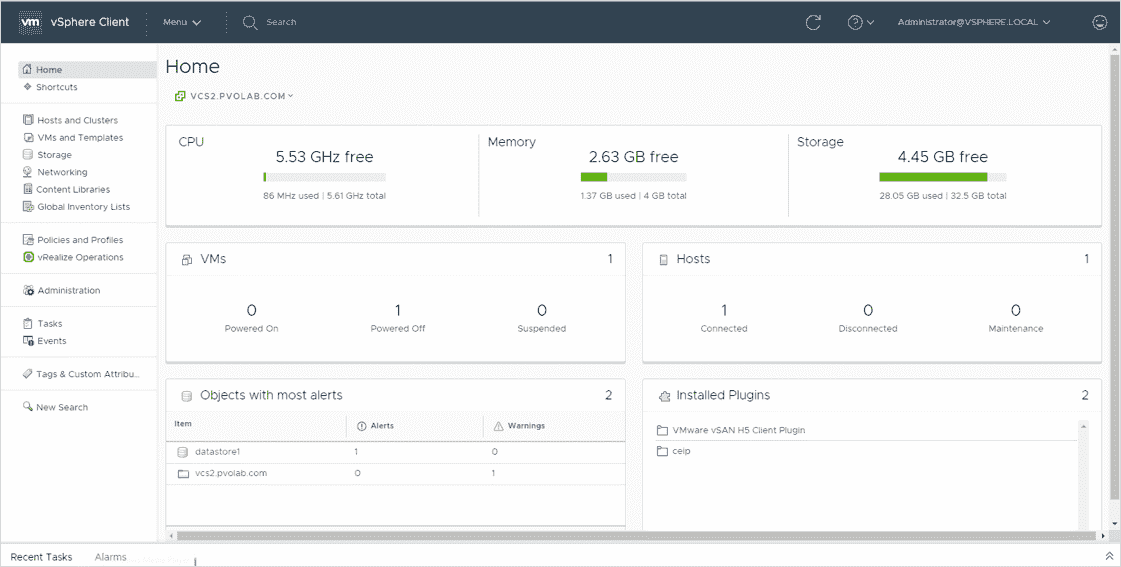 vm vSphere Client Menu Search Administrator@VSPHERE.LOCAL
Home
Shortcuts
Hosts and Clusters
VMs and Templates
Storage
Networking
Content Libraries
Global Inventory Lists
Policies and Profiles
vRealize Operations
Administration
Tasks
Events
Tags & Custom Attribu...
New Search
Home
VCS2.PVOLAB.COM
CPU
5.53 GHz free
86 MHz used | 5.61 GHz total
Memory
2.63 GB free
1.37 GB used | 4 GB total
Storage
4.45 GB free
28.05 GB used | 32.5 GB total
VMs 1
0 1 0
Powered On Powered Off Suspended
Hosts 1
1 0 0
Connected Disconnected Maintenance
Objects with most alerts 2
Item Alerts Warnings
datastore1 1 0
vcs2.pvolab.com 0 1
Installed Plugins 2
VMware vSAN H5 Client Plugin
ceip
Recent Tasks Alarms